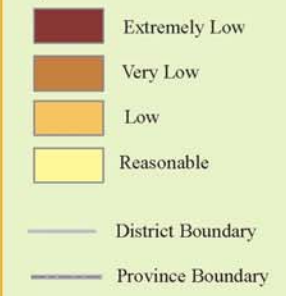 Extremely Low
Very Low
Low
Reasonable
District Boundary
Province Boundary